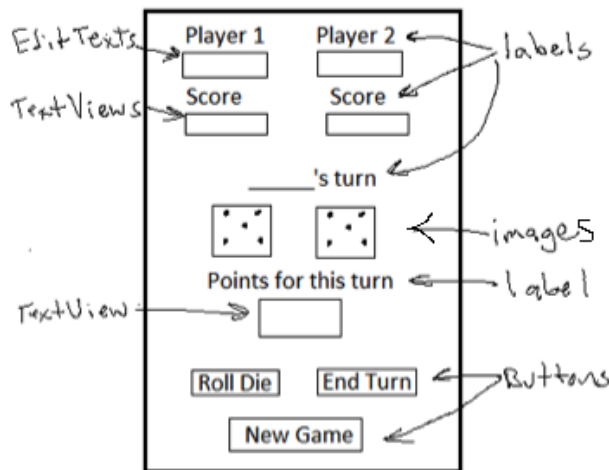 Player 1 Player 2
EditTexts
labels
Score Score
TextViews
_____'s turn
images
Points for this turn
label
TextView
Roll Die End Turn
Buttons
New Game